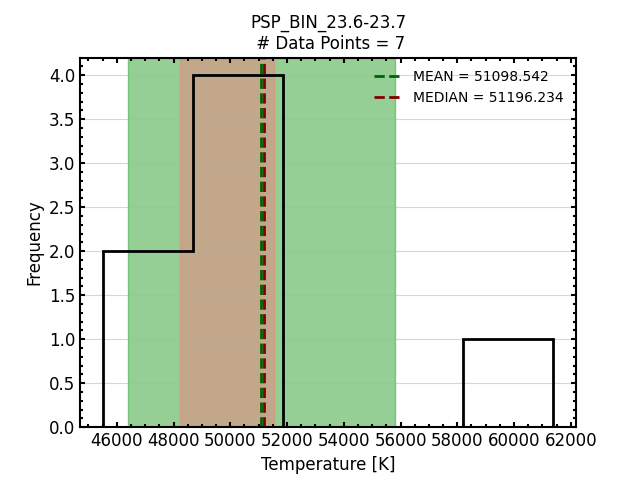 PSP_BIN_23.6-23.7
# Data Points = 7
MEAN = 51098.542
MEDIAN = 51196.234
4.0
3.5
3.0
2.5
2.0
1.5
1.0
0.5
0.0
Frequency
46000 48000 50000 52000 54000 56000 58000 60000 62000
Temperature [K]